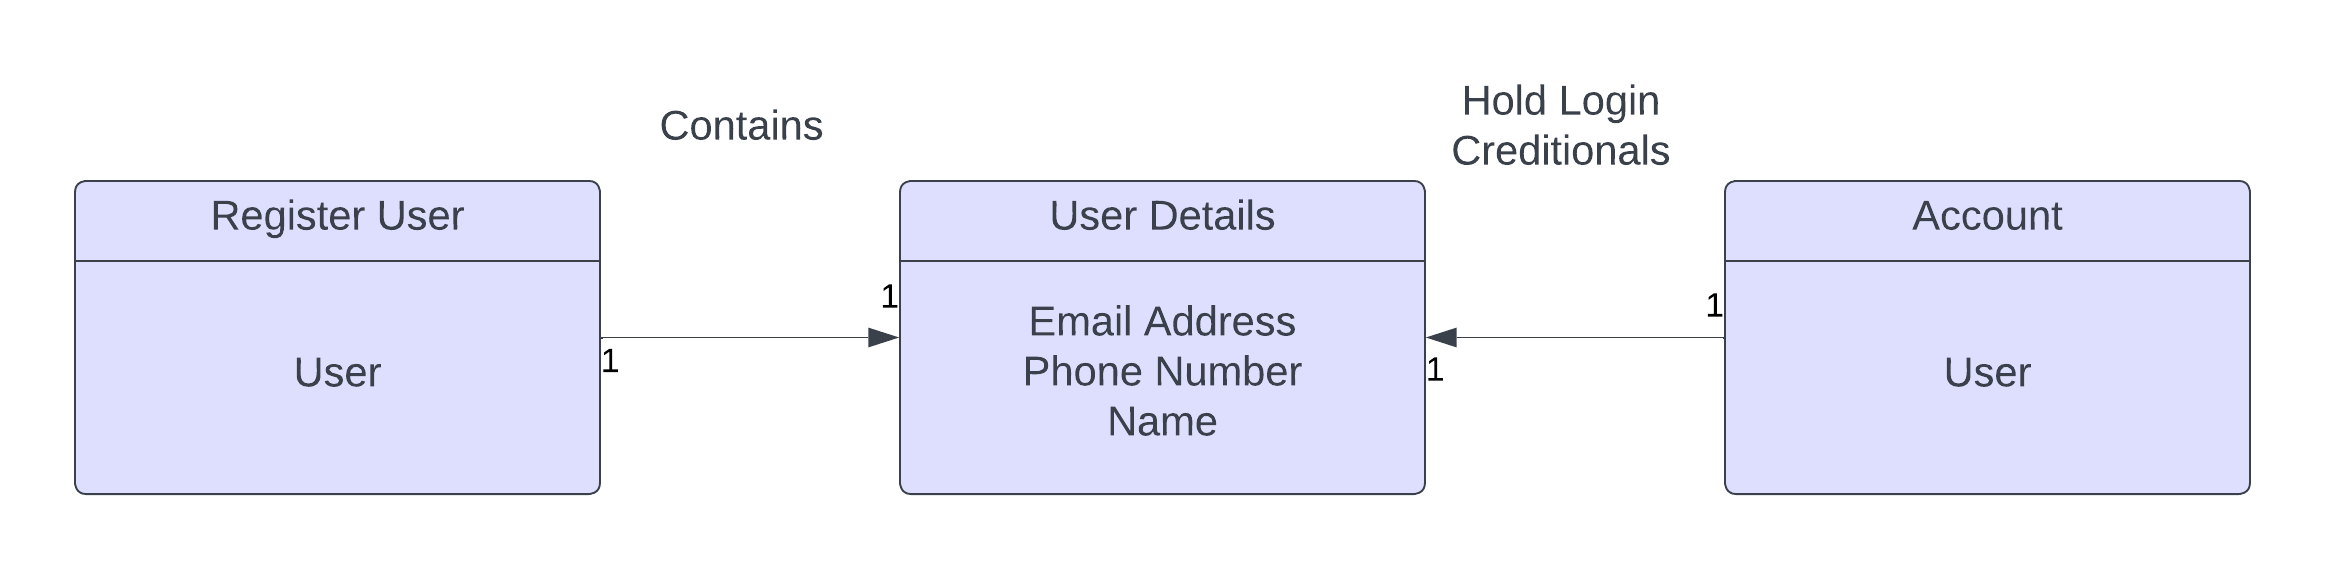 Contains
Hold Login
Creditionals
Register User
User
1
1
User Details
Email Address
Phone Number
Name
1
1
Account
User